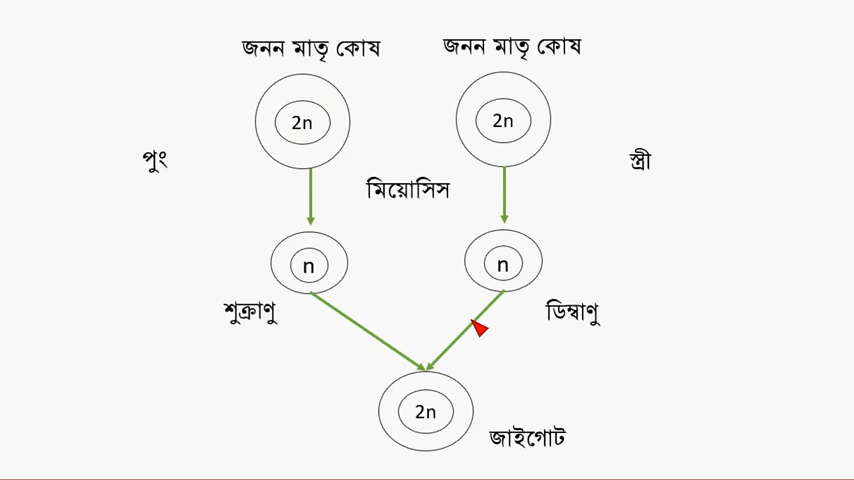 জনন মাতৃ কোষ
জনন মাতৃ কোষ
2n
2n
পুং
স্ত্রী
মিয়োসিস
n
n
শুক্রাণু
ডিম্বাণু
2n
জাইগোট